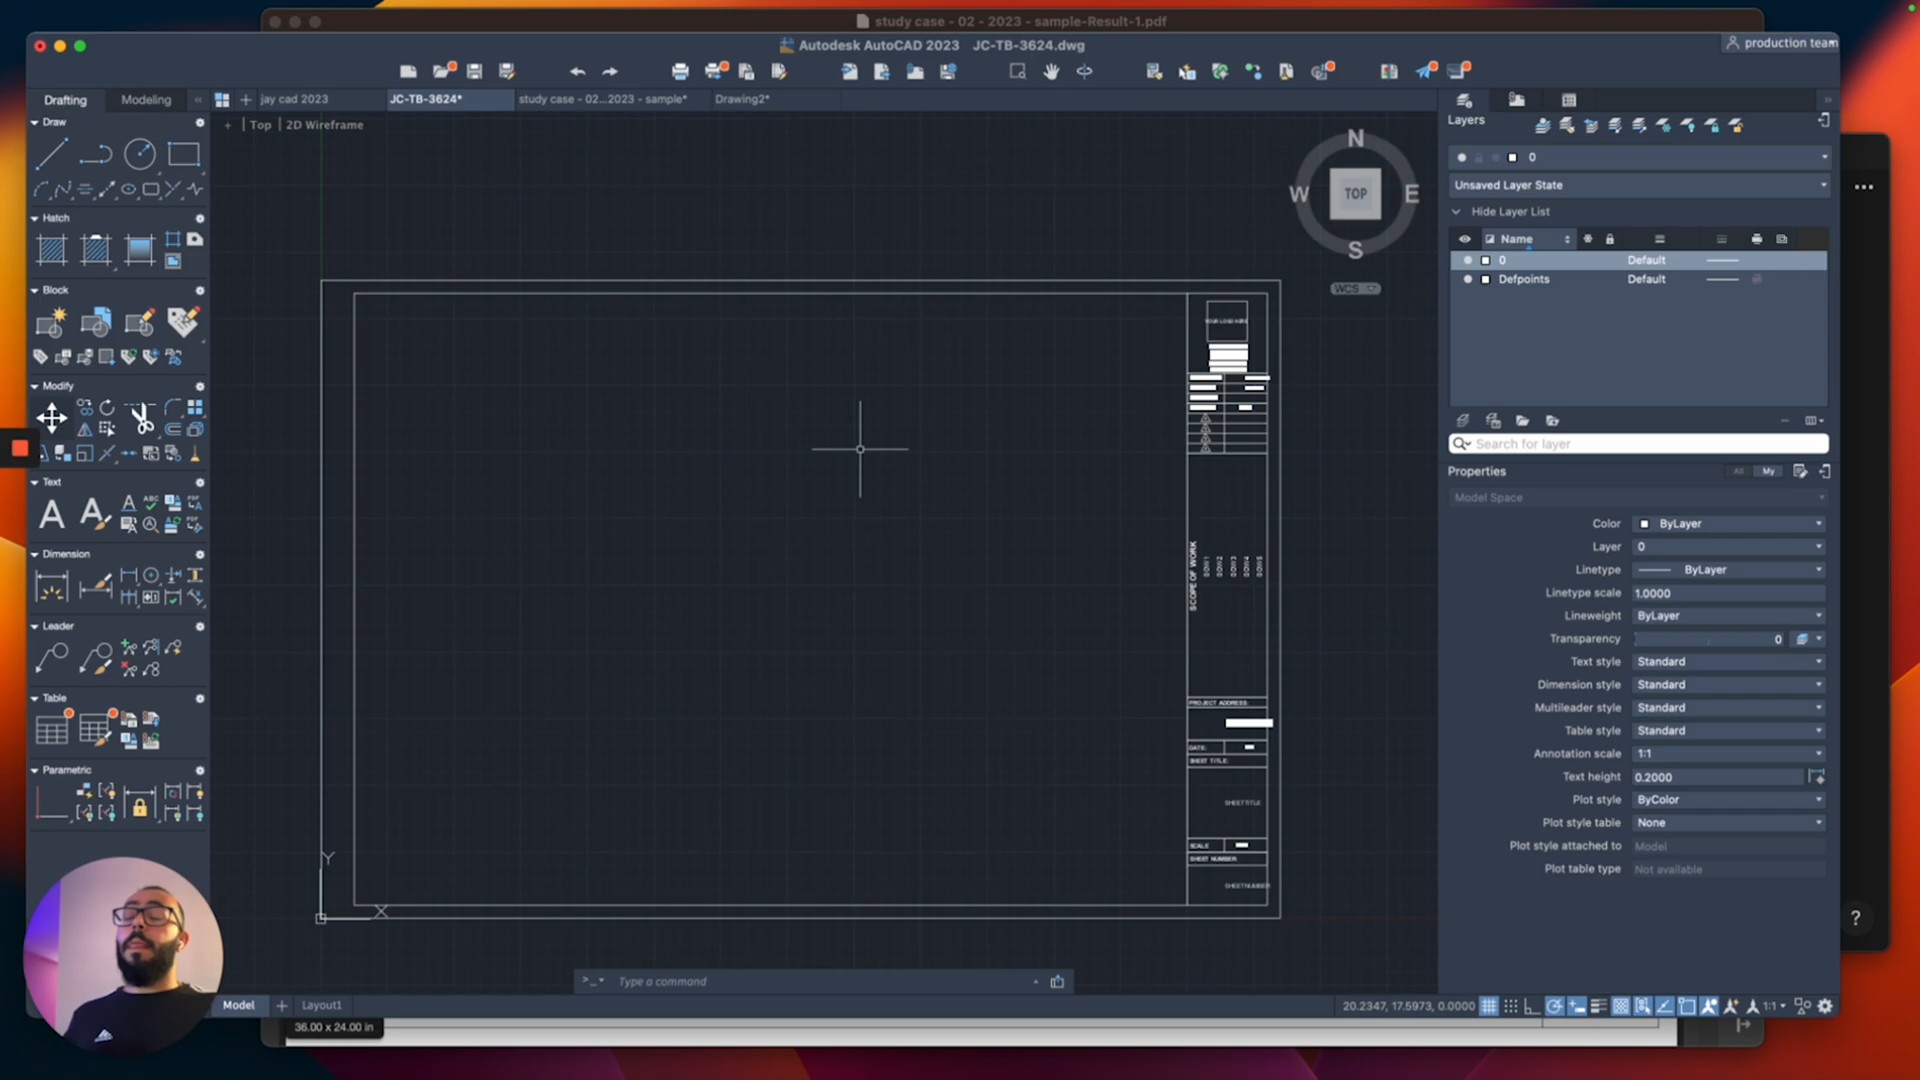 study case - 02 - 2023 - sample-Result-1.pdf
Autodesk AutoCAD 2023 JC-TB-3624.dwg
production team
Drafting
Modeling
jay cad 2023
JC-TB-3624*
study case - 02...2023 - sample*
Drawing2*
+ | Top | 2D Wireframe
Draw
Hatch
Block
Modify
Text
Dimension
Leader
Table
Parametric
N
W
TOP
E
S
WCS
YOUR LOGO HERE
SCOPE OF WORK
PROJECT ADDRESS:
DATE:
SHEET TITLE:
SHEETTITLE
SCALE
SHEET NUMBER
SHEETNUMBER
Y
X
>_ Type a command
Model
Layout1
20.2347, 17.5973, 0.0000
1:1
36.00 x 24.00 in
Layers
0
Unsaved Layer State
Hide Layer List
Name
0 Default
Defpoints Default
Search for layer
Properties
All My
Model Space
Color ByLayer
Layer 0
Linetype ByLayer
Linetype scale 1.0000
Lineweight ByLayer
Transparency 0
Text style Standard
Dimension style Standard
Multileader style Standard
Table style Standard
Annotation scale 1:1
Text height 0.2000
Plot style ByColor
Plot style table None
Plot style attached to Model
Plot table type Not available
?